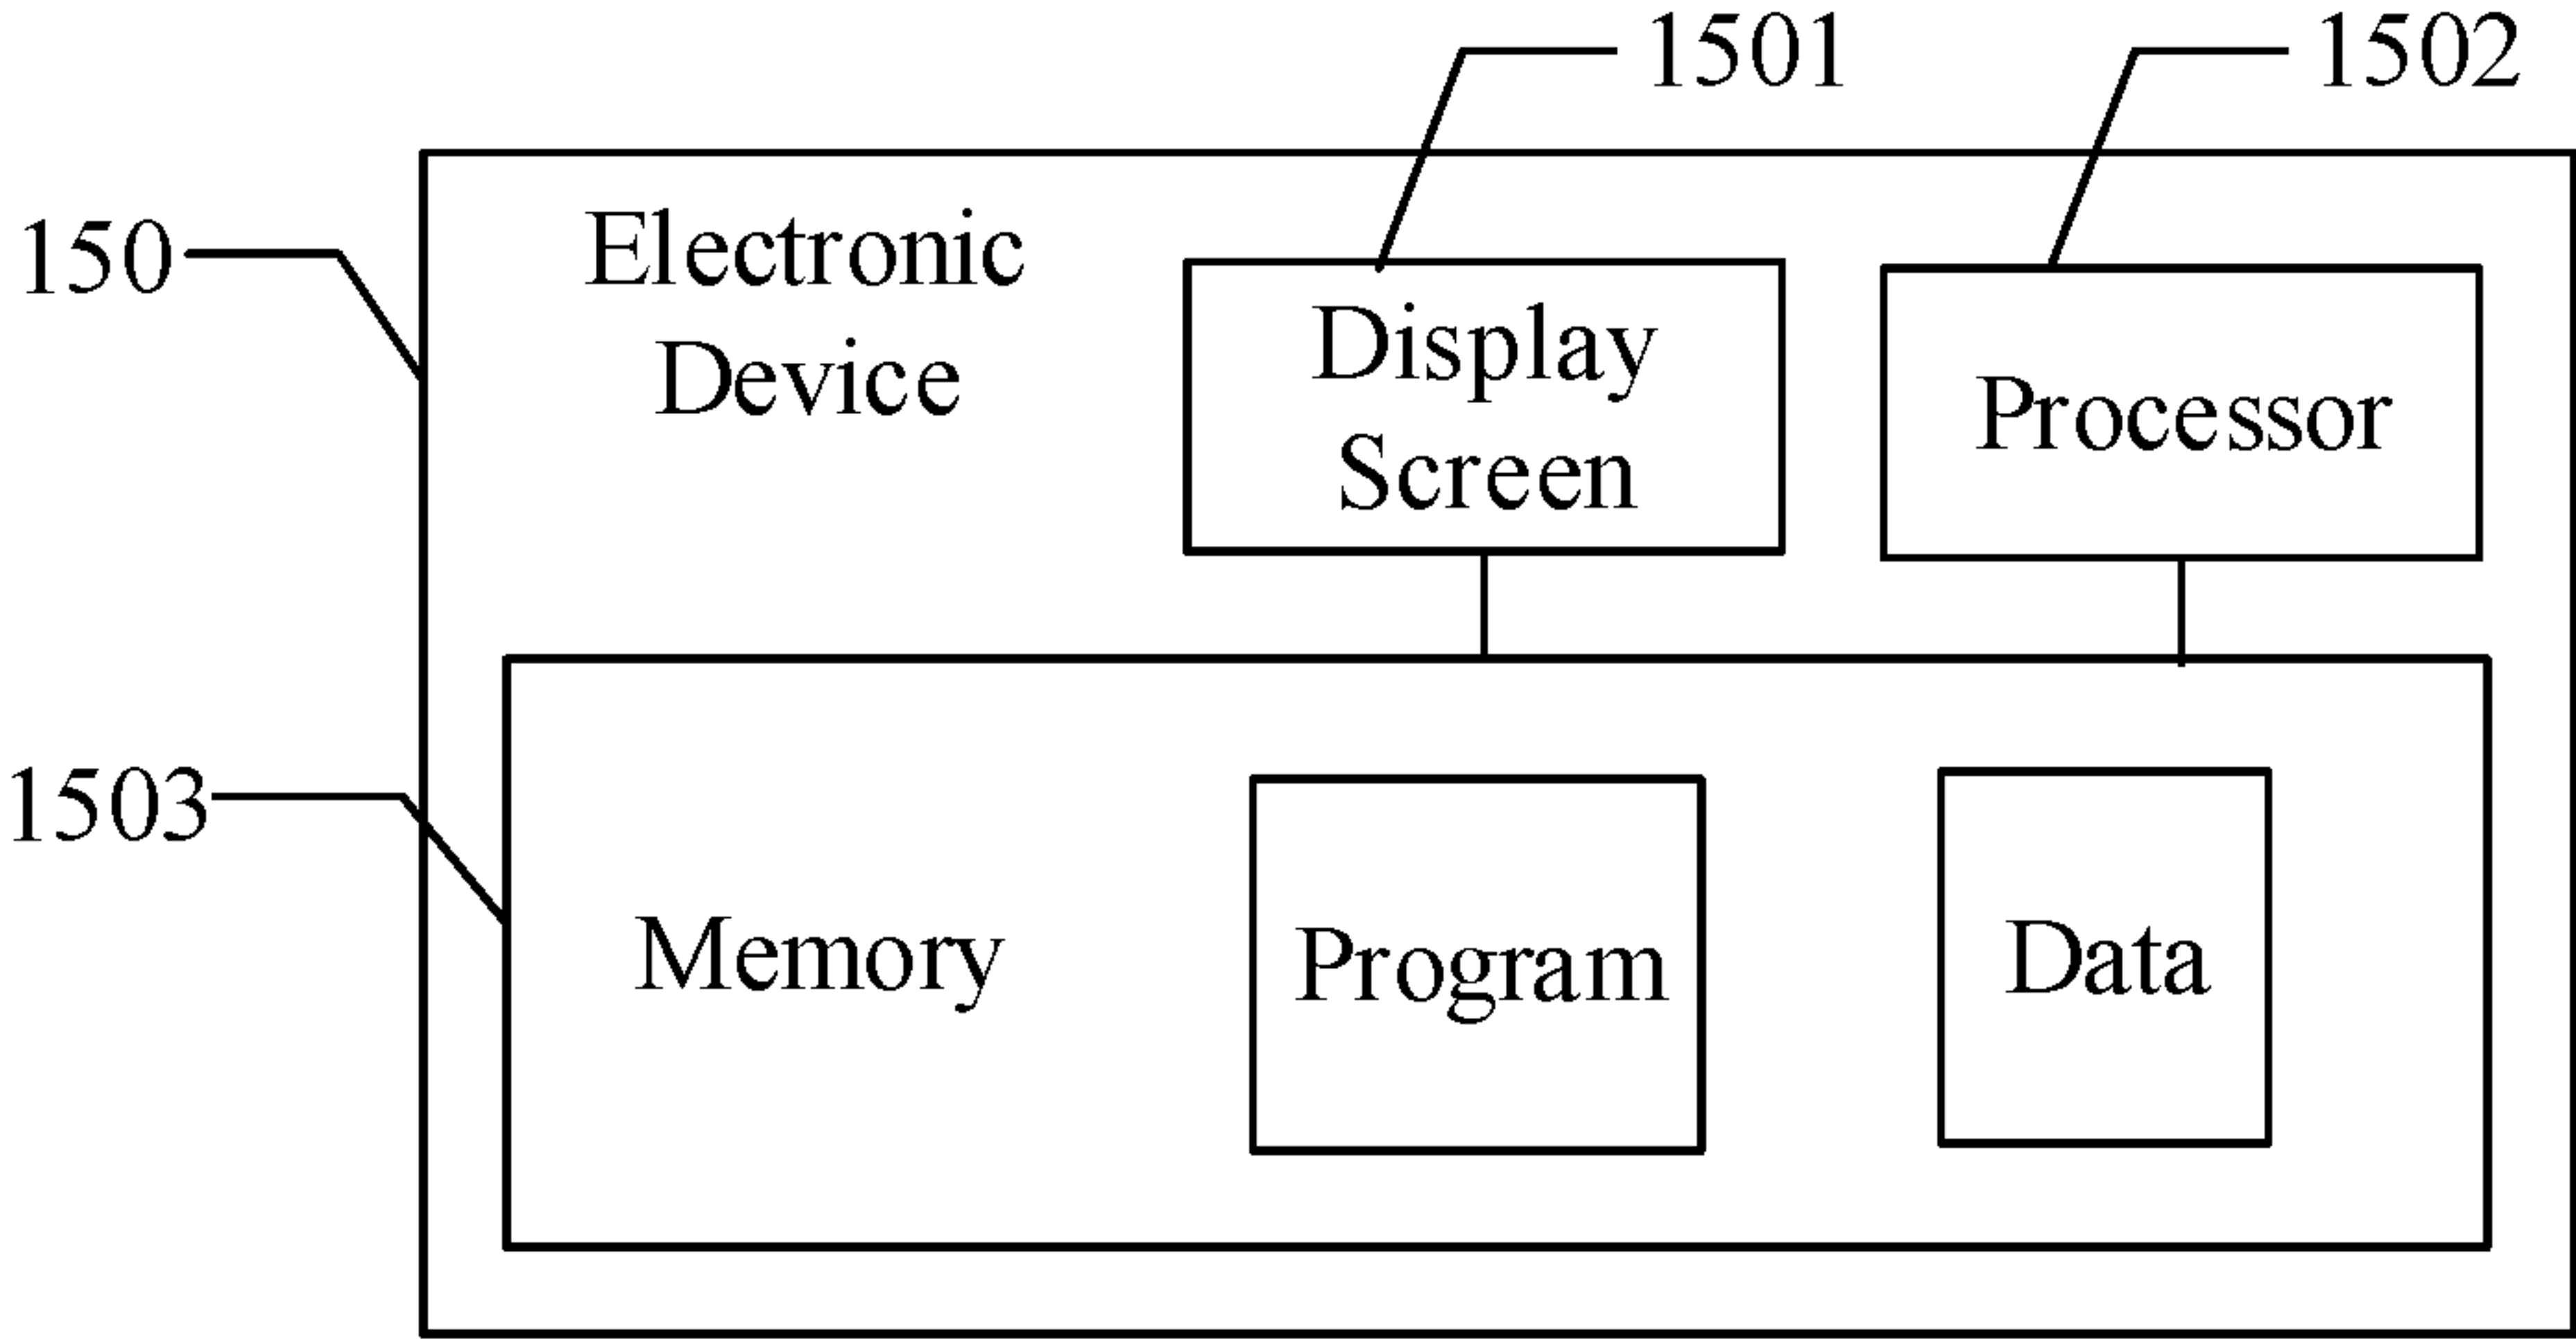 1501
1502
150
Electronic
Device
Display
Screen
Processor
1503
Memory
Program
Data